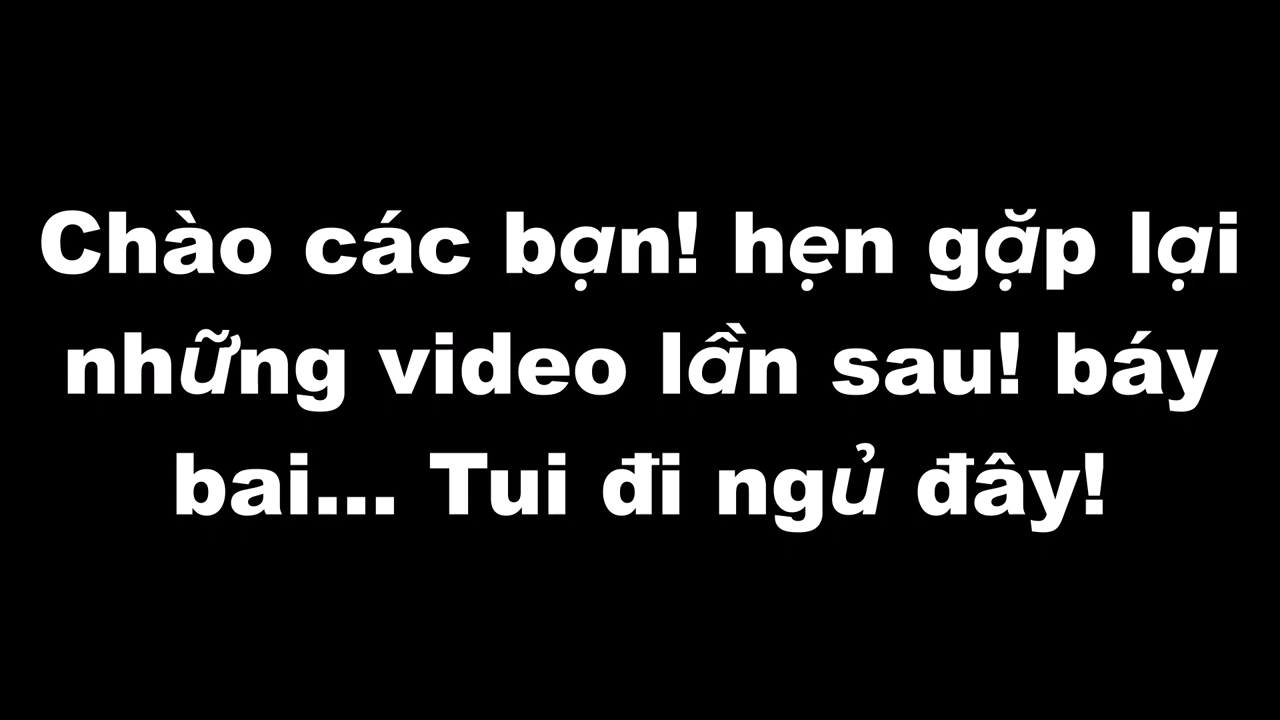 Chào các bạn! hẹn gặp lại
những video lần sau! báy
bai... Tui đi ngủ đây!